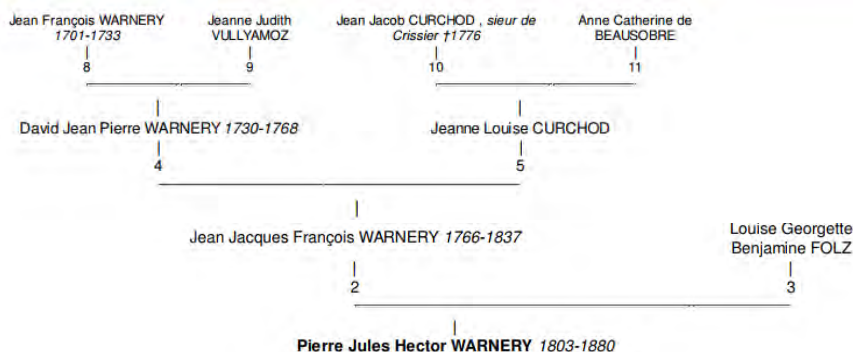 Jean François WARNERY
1701-1733
Jeanne Judith
VULLYAMOZ
Jean Jacob CURCHOD , sieur de
Crissier †1776
Anne Catherine de
BEAUSOBRE
8
9
10
11
David Jean Pierre WARNERY 1730-1768
Jeanne Louise CURCHOD
4
5
Jean Jacques François WARNERY 1766-1837
Louise Georgette
Benjamine FOLZ
2
3
Pierre Jules Hector WARNERY 1803-1880